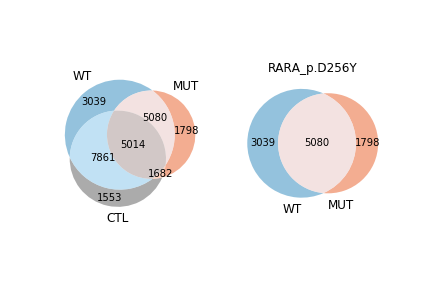 WT
MUT
3039
5080
1798
5014
7861
1682
1553
CTL
RARA_p.D256Y
3039
5080
1798
WT
MUT